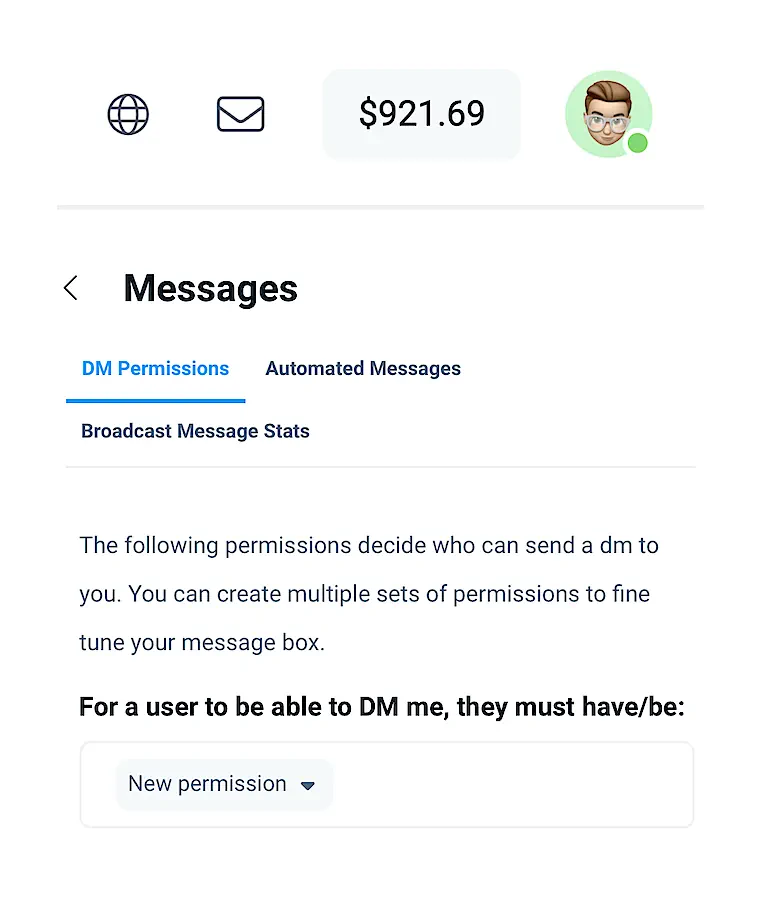 $921.69
Messages
DM Permissions Automated Messages
Broadcast Message Stats
The following permissions decide who can send a dm to
you. You can create multiple sets of permissions to fine
tune your message box.
For a user to be able to DM me, they must have/be:
New permission